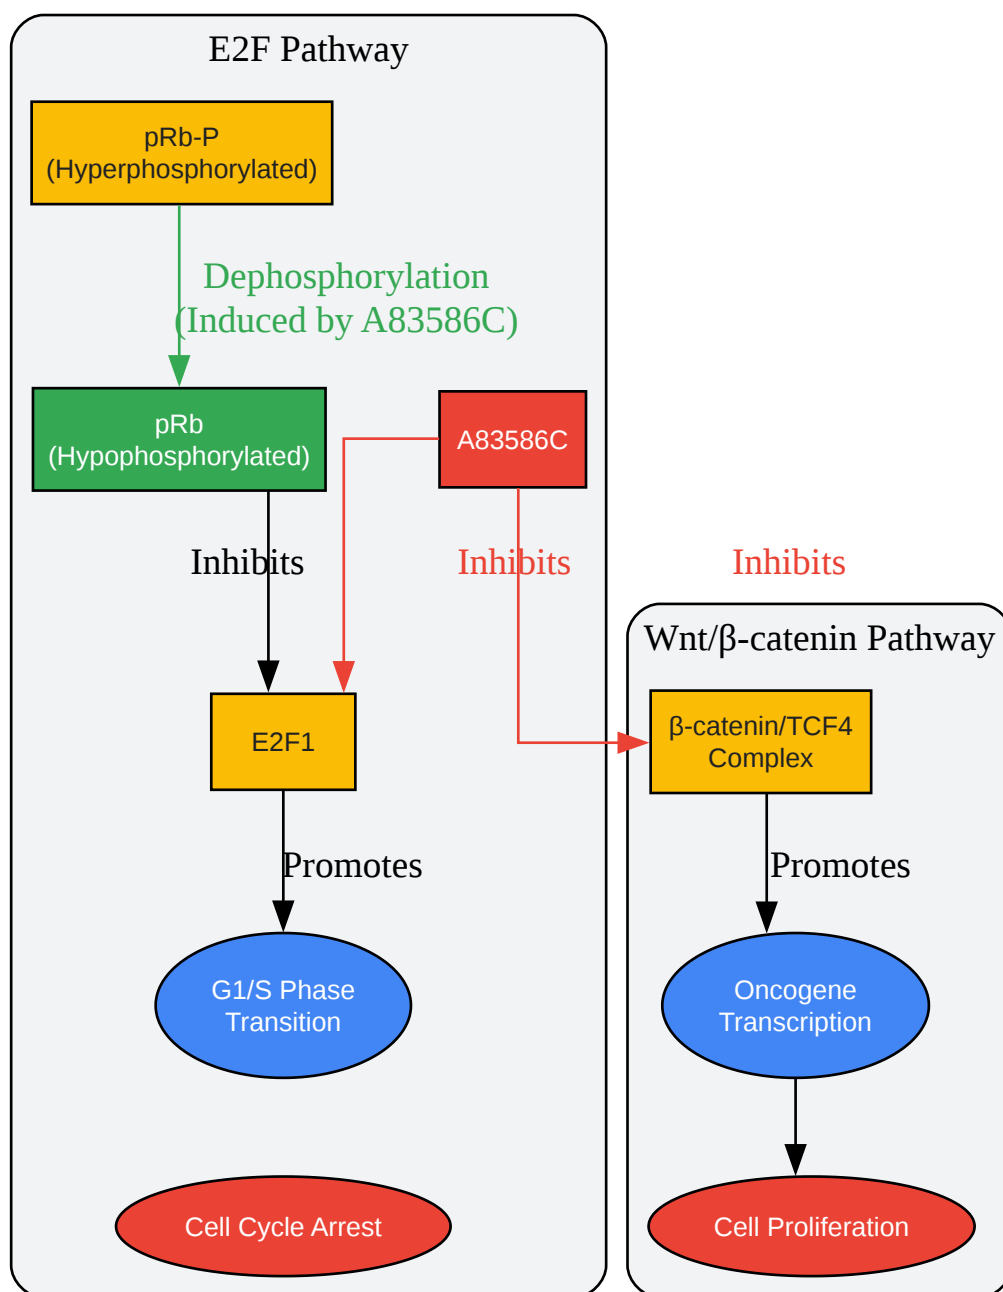 E2F Pathway
pRb-P
(Hyperphosphorylated)
Dephosphorylation
(Induced by A83586C)
pRb
(Hypophosphorylated)
A83586C
Inhibits
Inhibits
Inhibits
Wnt/β-catenin Pathway
E2F1
β-catenin/TCF4
Complex
Promotes
Promotes
G1/S Phase
Transition
Oncogene
Transcription
Cell Cycle Arrest
Cell Proliferation